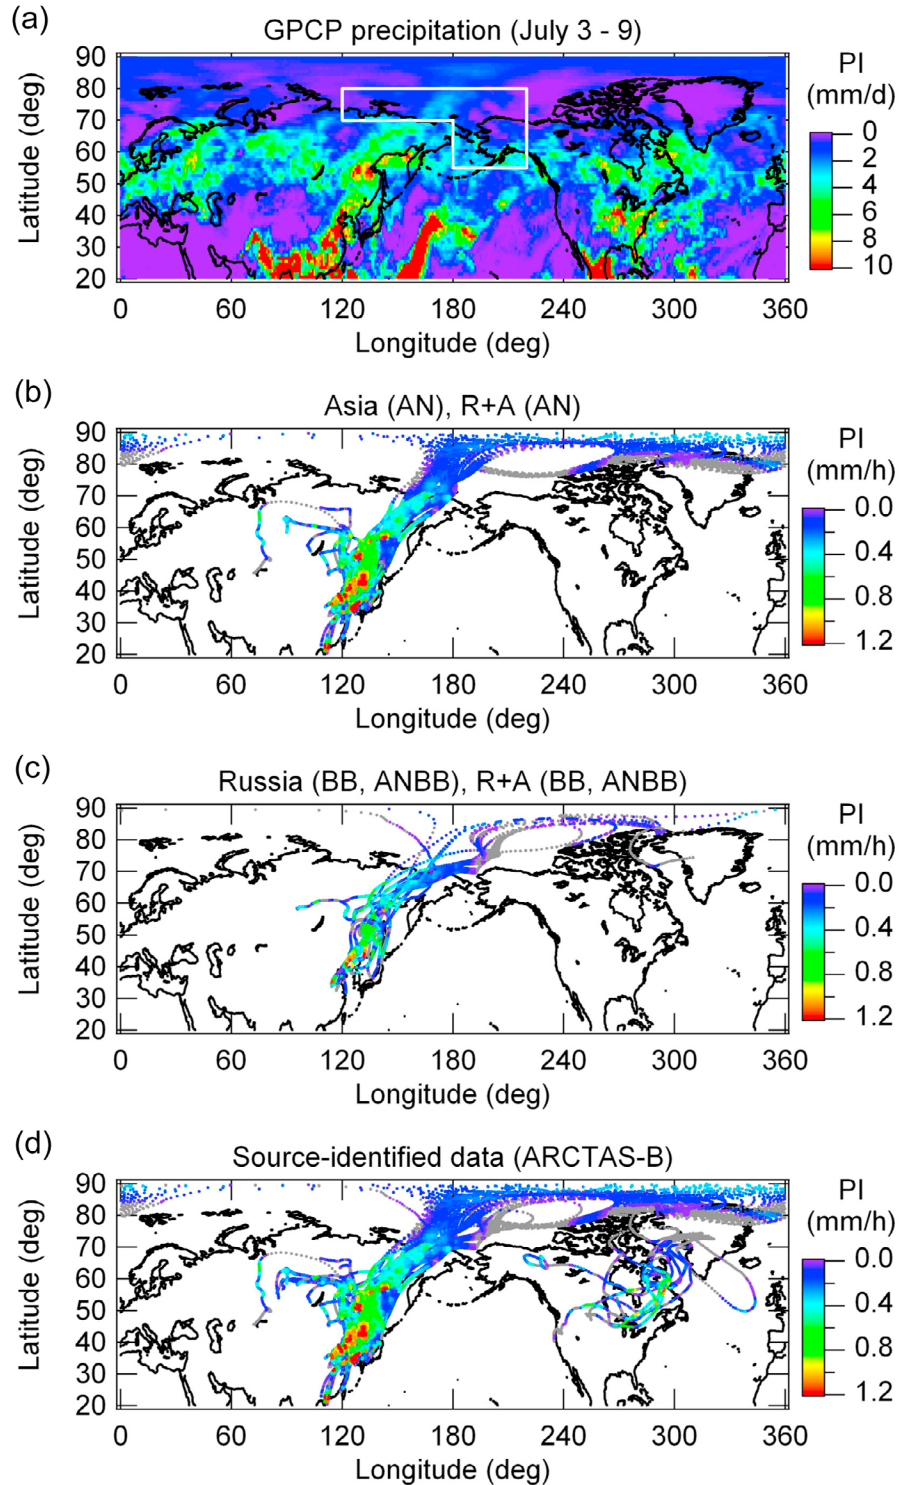 (a)
GPCP precipitation (July 3 - 9)
Latitude (deg)
90
80
70
60
50
40
30
20
0 60 120 180 240 300 360
Longitude (deg)
PI
(mm/d)
0
2
4
6
8
10
(b)
Asia (AN), R+A (AN)
Latitude (deg)
90
80
70
60
50
40
30
20
0 60 120 180 240 300 360
Longitude (deg)
PI
(mm/h)
0.0
0.4
0.8
1.2
(c)
Russia (BB, ANBB), R+A (BB, ANBB)
Latitude (deg)
90
80
70
60
50
40
30
20
0 60 120 180 240 300 360
Longitude (deg)
PI
(mm/h)
0.0
0.4
0.8
1.2
(d)
Source-identified data (ARCTAS-B)
Latitude (deg)
90
80
70
60
50
40
30
20
0 60 120 180 240 300 360
Longitude (deg)
PI
(mm/h)
0.0
0.4
0.8
1.2